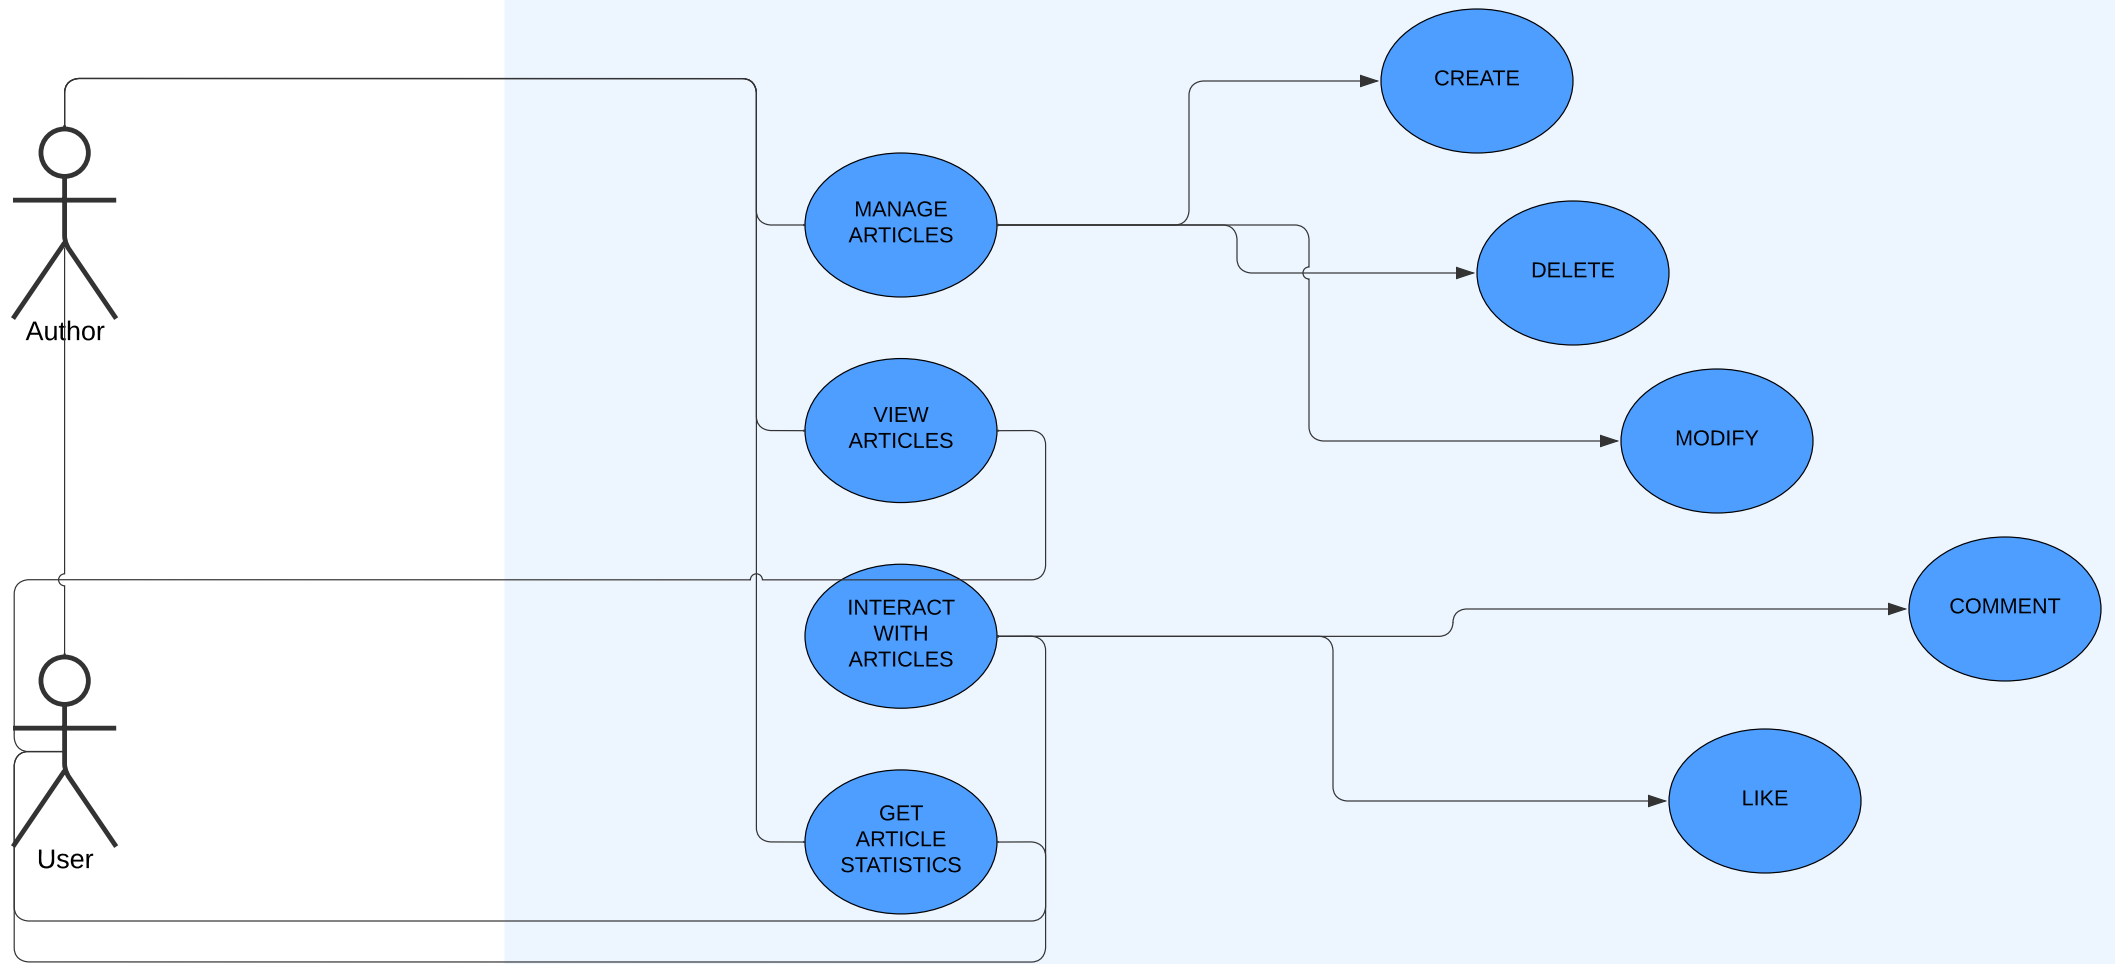 CREATE
MANAGE
ARTICLES
DELETE
Author
VIEW
ARTICLES
MODIFY
INTERACT
WITH
ARTICLES
COMMENT
GET
ARTICLE
STATISTICS
LIKE
User